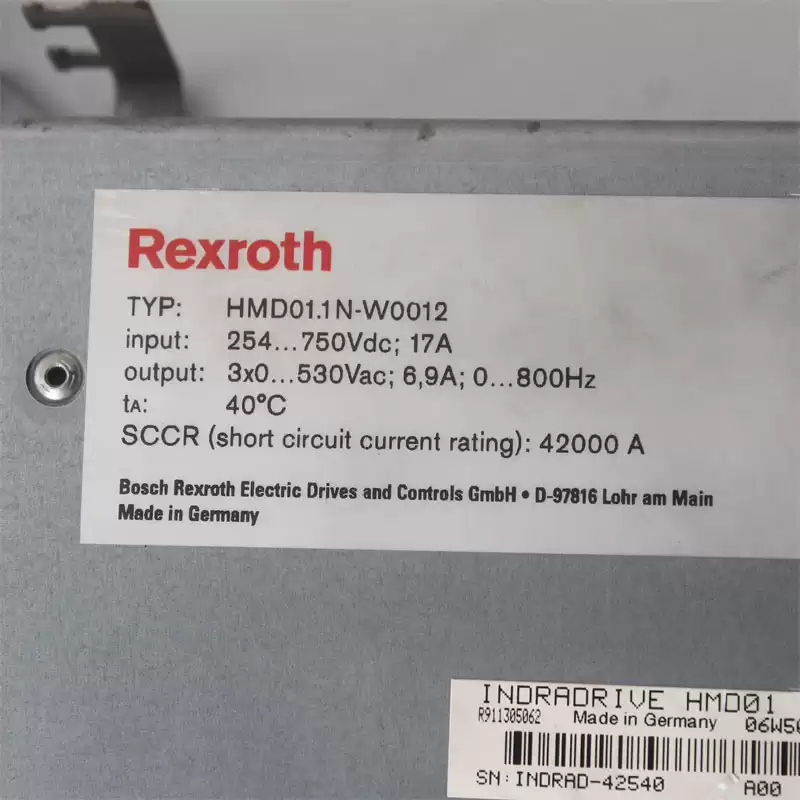 Rexroth
TYP: HMD01.1N-W0012
input: 254...750Vdc; 17A
output: 3x0...530Vac; 6,9A; 0...800Hz
tA: 40°C
SCCR (short circuit current rating): 42000 A
Bosch Rexroth Electric Drives and Controls GmbH • D-97816 Lohr am Main
Made in Germany
INDRADRIVE HMD01
R911305062 Made in Germany
SN: INDRAD-42540 A00